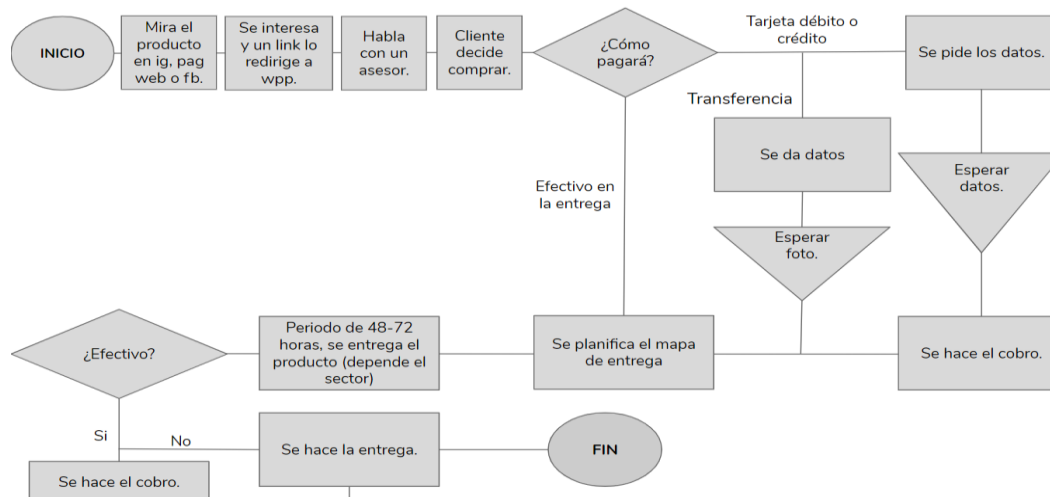 INICIO
Mira el
producto
en ig, pag
web o fb.
Se interesa
y un link lo
redirige a
wpp.
Habla
con un
asesor.
Cliente
decide
comprar.
¿Cómo
pagará?
Tarjeta débito o
crédito
Se pide los datos.
Transferencia
Se da datos
Esperar
datos.
Efectivo en
la entrega
Esperar
foto.
¿Efectivo?
Periodo de 48-72
horas, se entrega el
producto (depende el
sector)
Se planifica el mapa
de entrega
Se hace el cobro.
Si
No
Se hace la entrega.
FIN
Se hace el cobro.